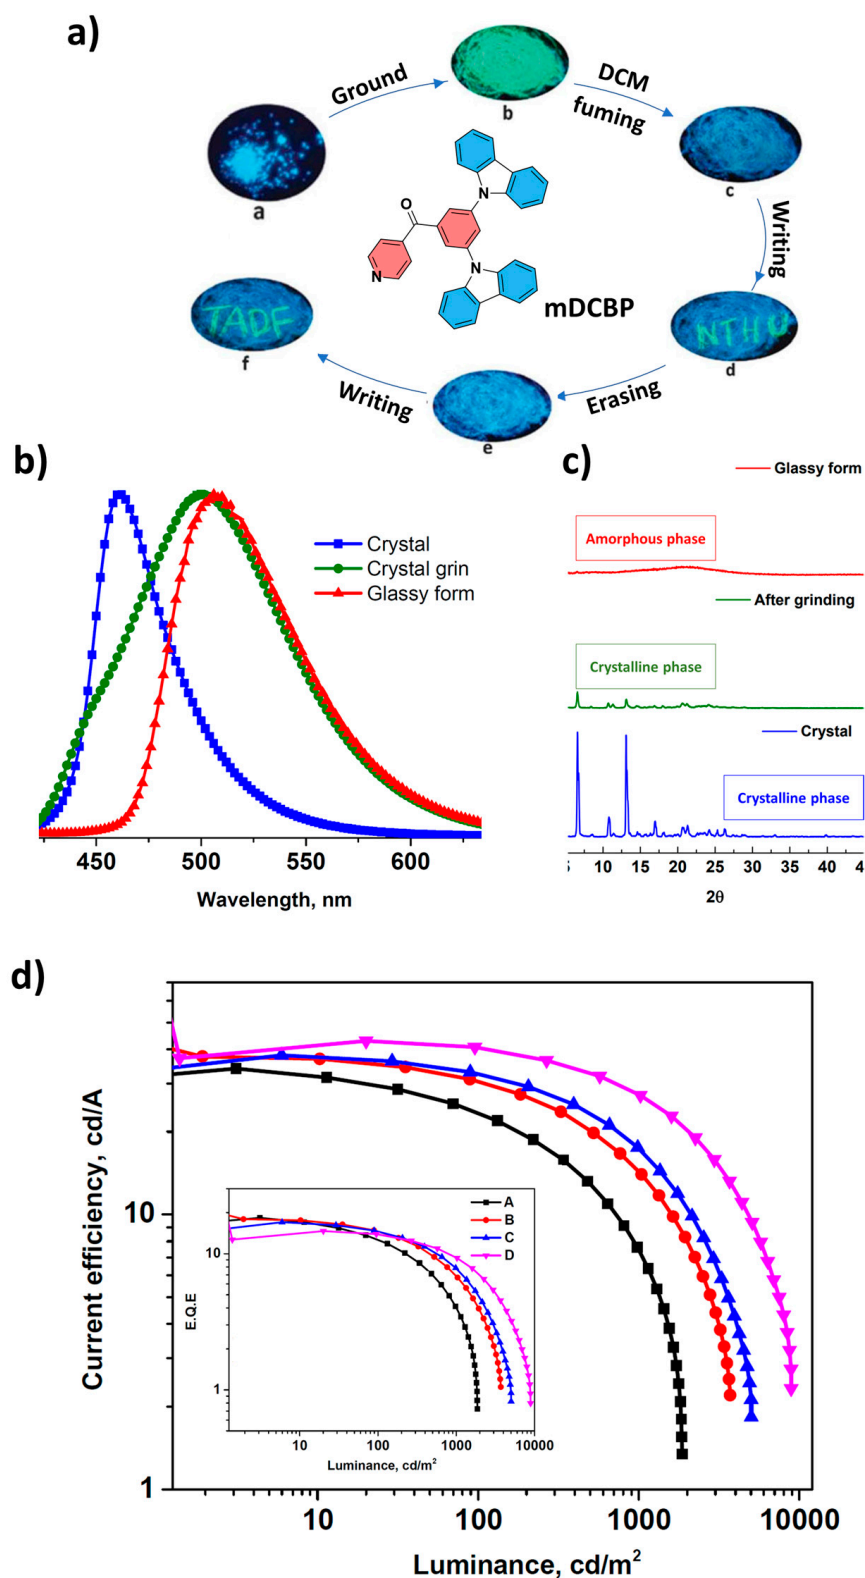 a)
Ground
DCM
fuming
a
b
c
Writing
O
N
N
N
mDCBP
TADF
f
NTHU
d
Writing
Erasing
e
b)
Crystal
Crystal grin
Glassy form
450
500
550
600
Wavelength, nm
c)
Glassy form
Amorphous phase
After grinding
Crystalline phase
Crystal
Crystalline phase
10 15 20 25 30 35 40
2θ
d)
Current efficiency, cd/A
10
1
10
100
1000
10000
Luminance, cd/m2
A
B
C
D
E.Q.E
10
1
10
100
1000
10000
Luminance, cd/m2